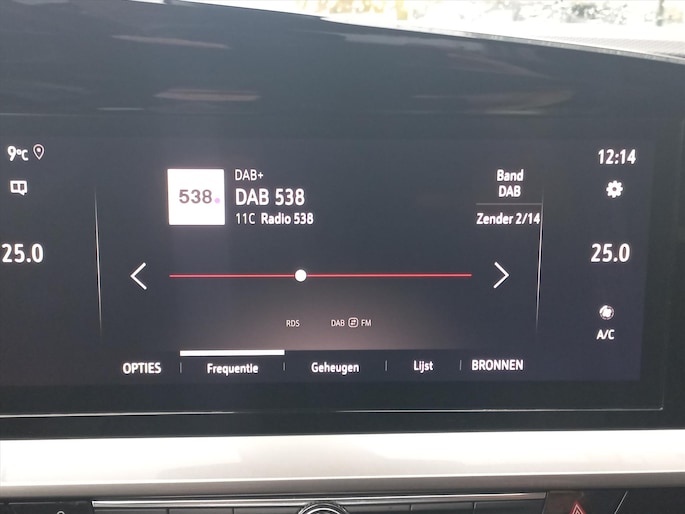 9°C
12:14
538
DAB+
DAB 538
11C Radio 538
Band
DAB
Zender 2/14
25.0
25.0
RDS
DAB FM
A/C
OPTIES
Frequentie
Geheugen
Lijst
BRONNEN